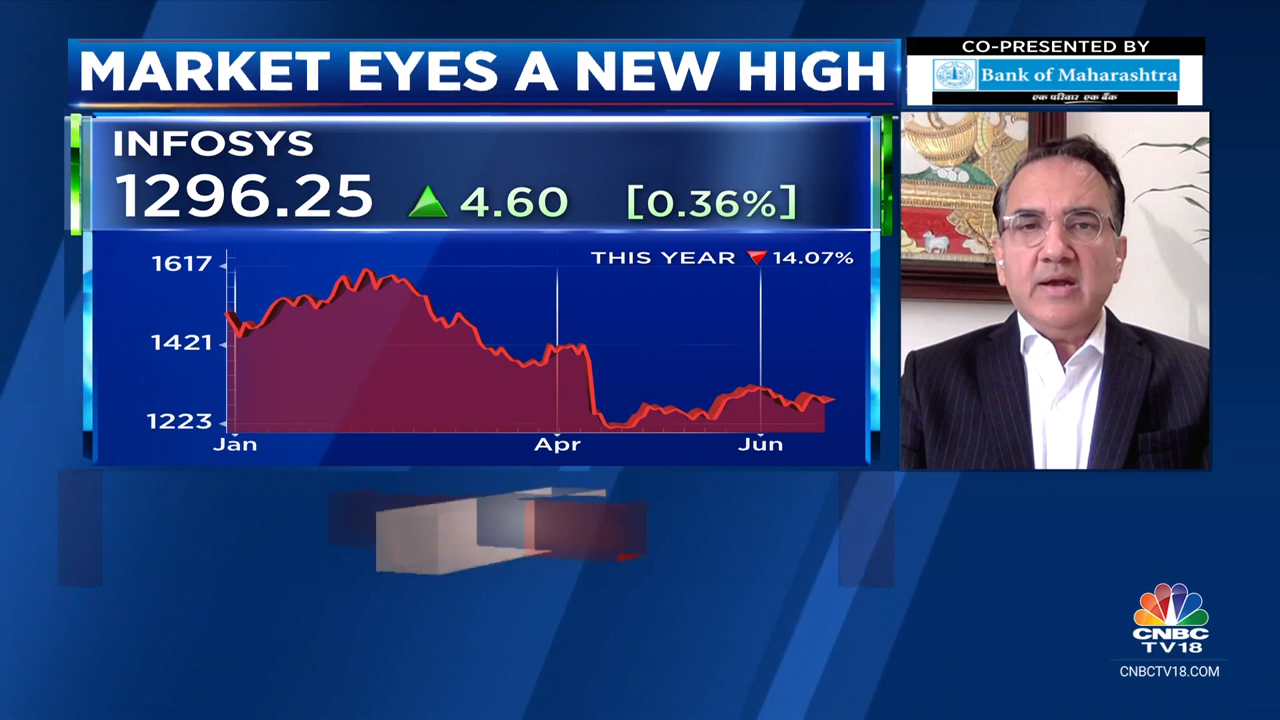 MARKET EYES A NEW HIGH
CO-PRESENTED BY
Bank of Maharashtra
एक परिवार एक बैंक
INFOSYS
1296.25 ▲ 4.60 [0.36%]
THIS YEAR ▼ 14.07%
1617
1421
1223
Jan Apr Jun
CNBC
TV18
CNBCTV18.COM